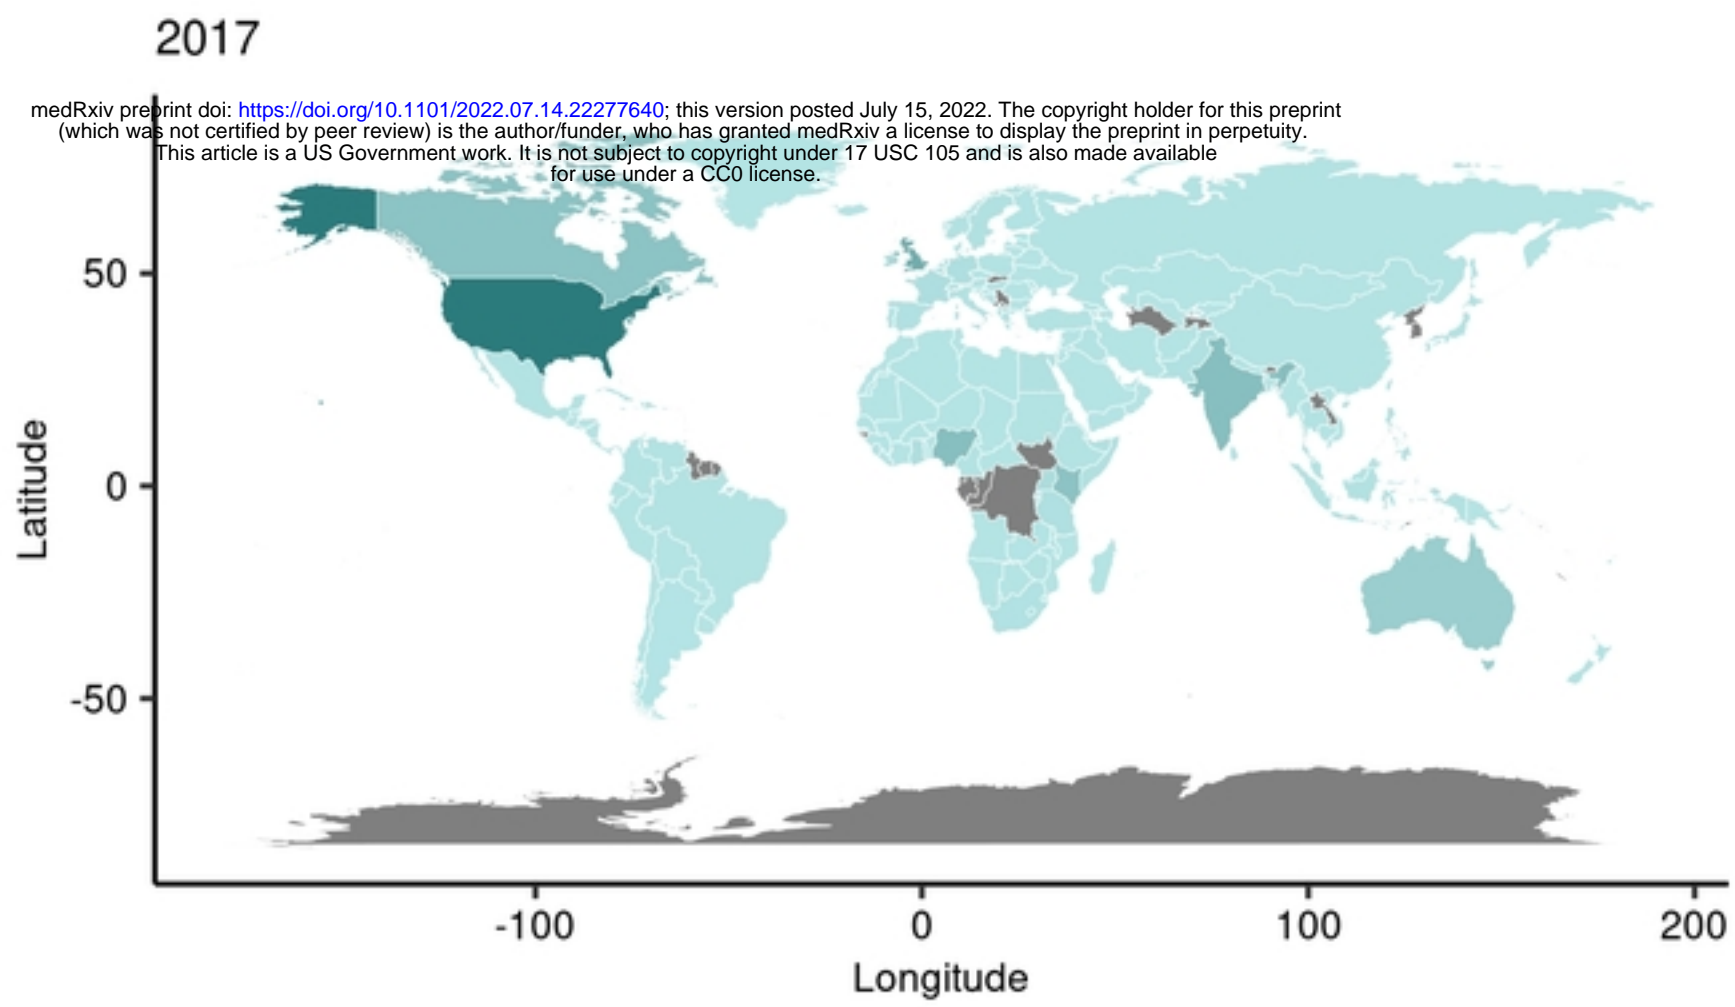 2017
medRxiv preprint doi: https://doi.org/10.1101/2022.07.14.22277640; this version posted July 15, 2022. The copyright holder for this preprint
(which was not certified by peer review) is the author/funder, who has granted medRxiv a license to display the preprint in perpetuity.
This article is a US Government work. It is not subject to copyright under 17 USC 105 and is also made available
for use under a CC0 license.
50
0
-50
Latitude
-100
0
100
200
Longitude